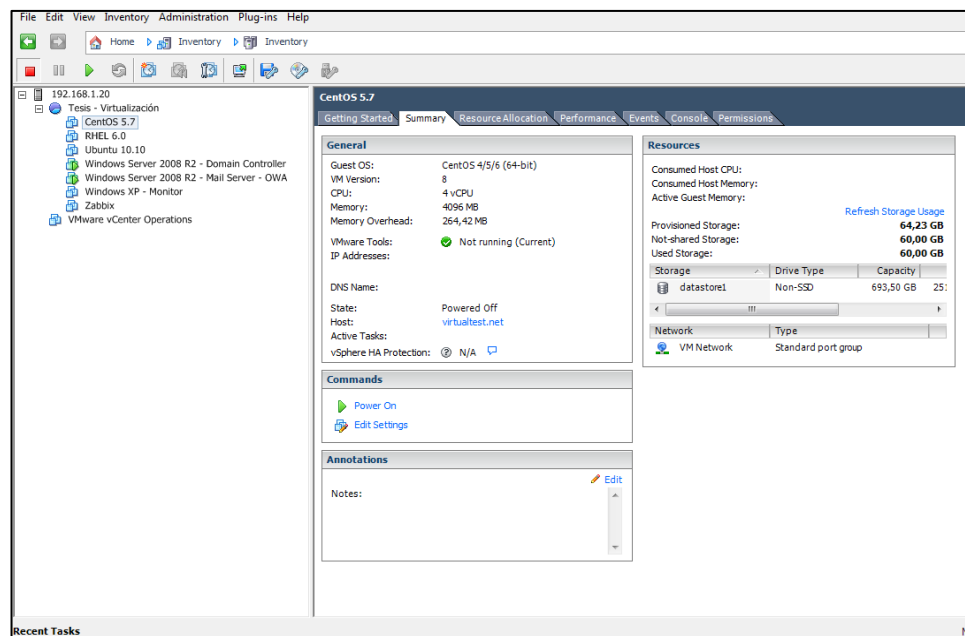 File Edit View Inventory Administration Plug-ins Help
Home Inventory Inventory
192.168.1.20
Tesis - Virtualización
CentOS 5.7
RHEL 6.0
Ubuntu 10.10
Windows Server 2008 R2 - Domain Controller
Windows Server 2008 R2 - Mail Server - OWA
Windows XP - Monitor
Zabbix
VMware vCenter Operations
CentOS 5.7
Getting Started Summary Resource Allocation Performance Events Console Permissions
General
Guest OS: CentOS 4/5/6 (64-bit)
VM Version: 8
CPU: 4 vCPU
Memory: 4096 MB
Memory Overhead: 264,42 MB
VMware Tools: Not running (Current)
IP Addresses:
DNS Name:
State: Powered Off
Host: virtualtest.net
Active Tasks:
vSphere HA Protection: N/A
Commands
Power On
Edit Settings
Annotations
Edit
Notes:
Resources
Consumed Host CPU:
Consumed Host Memory:
Active Guest Memory:
Refresh Storage Usage
Provisioned Storage: 64,23 GB
Not-shared Storage: 60,00 GB
Used Storage: 60,00 GB
Storage Drive Type Capacity
datastore1 Non-SSD 693,50 GB
Network Type
VM Network Standard port group
Recent Tasks